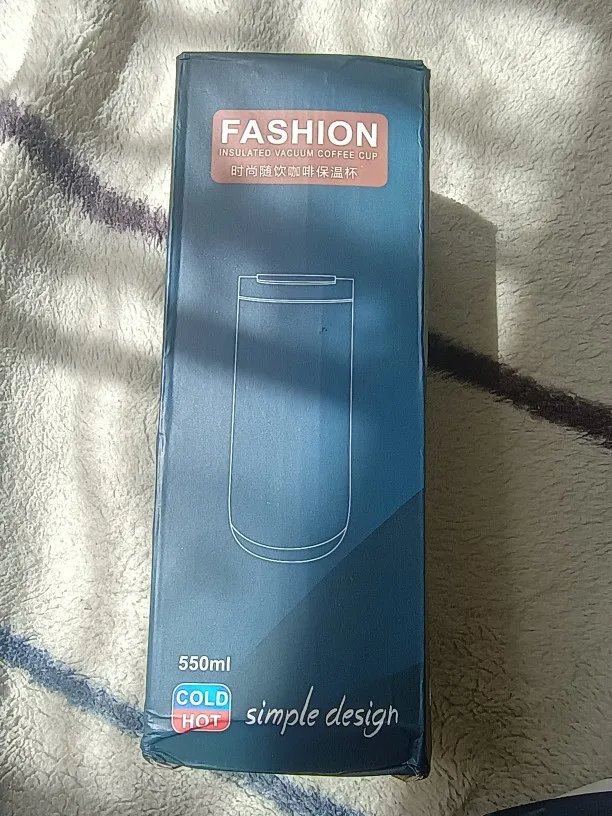 FASHION
INSULATED VACUUM COFFEE CUP
时尚随饮咖啡保温杯
550ml
COLD
HOT
simple design